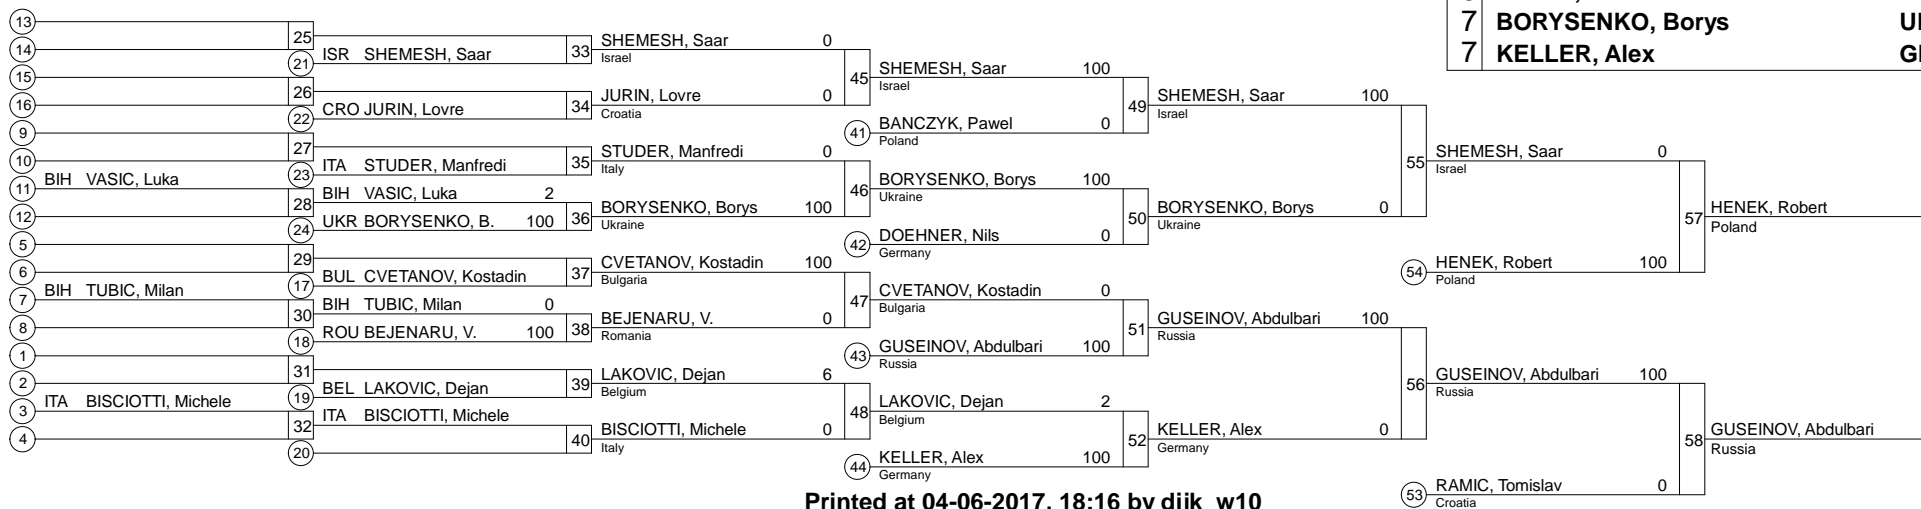 7 BORYSENKO, Borys
7 KELLER, Alex
13
14
15
16
9
10
11 BIH VASIC, Luka
12
5
6
7 BIH TUBIC, Milan
8
1
2
3 ITA BISCIOTTI, Michele
4
25
21 ISR SHEMESH, Saar
26
22 CRO JURIN, Lovre
27
23 ITA STUDER, Manfredi
BIH VASIC, Luka 2
28
24 UKR BORYSENKO, B. 100
29
17 BUL CVETANOV, Kostadin
BIH TUBIC, Milan 0
30
18 ROU BEJENARU, V. 100
31
19 BEL LAKOVIC, Dejan
ITA BISCIOTTI, Michele
32
20
33 SHEMESH, Saar 0
Israel
34 JURIN, Lovre 0
Croatia
35 STUDER, Manfredi 0
Italy
36 BORYSENKO, Borys 100
Ukraine
37 CVETANOV, Kostadin 100
Bulgaria
38 BEJENARU, V. 0
Romania
39 LAKOVIC, Dejan 6
Belgium
40 BISCIOTTI, Michele 0
Italy
45 SHEMESH, Saar 100
Israel
41 BANCZYK, Pawel 0
Poland
46 BORYSENKO, Borys 100
Ukraine
42 DOEHNER, Nils 0
Germany
47 CVETANOV, Kostadin 0
Bulgaria
43 GUSEINOV, Abdulbari 100
Russia
48 LAKOVIC, Dejan 2
Belgium
44 KELLER, Alex 100
Germany
49 SHEMESH, Saar 100
Israel
50 BORYSENKO, Borys 0
Ukraine
51 GUSEINOV, Abdulbari 100
Russia
52 KELLER, Alex 0
Germany
55 SHEMESH, Saar 0
Israel
54 HENEK, Robert 100
Poland
56 GUSEINOV, Abdulbari 100
Russia
53 RAMIC, Tomislav 0
Croatia
57 HENEK, Robert
Poland
58 GUSEINOV, Abdulbari
Russia
Printed at 04-06-2017, 18:16 by djik_w10